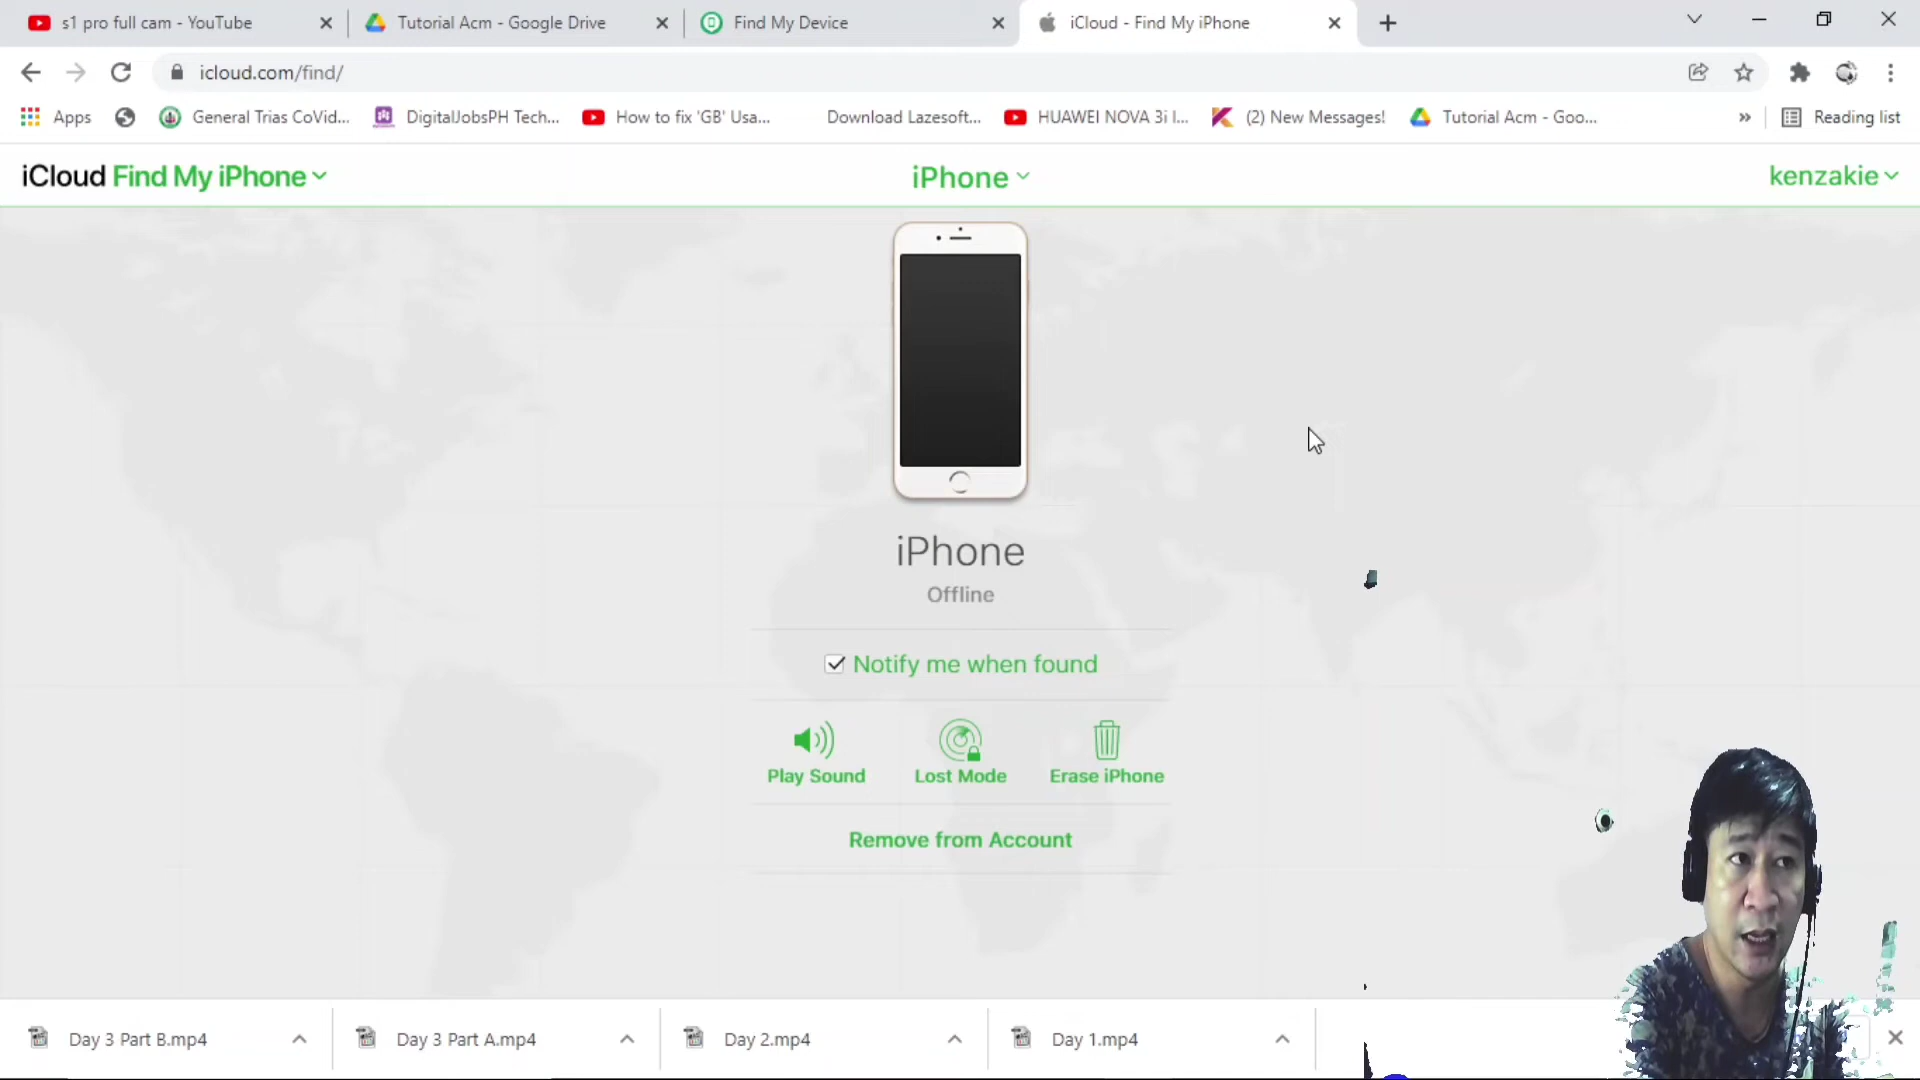 s1 pro full cam - YouTube
Tutorial Acm - Google Drive
Find My Device
iCloud - Find My iPhone
icloud.com/find/
Apps
General Trias CoVid...
DigitalJobsPH Tech...
How to fix 'GB' Usa...
Download Lazesoft...
HUAWEI NOVA 3i I...
(2) New Messages!
Tutorial Acm - Goo...
»
Reading list
iCloud Find My iPhone
iPhone
kenzakie
iPhone
Offline
Notify me when found
Play Sound
Lost Mode
Erase iPhone
Remove from Account
Day 3 Part B.mp4
Day 3 Part A.mp4
Day 2.mp4
Day 1.mp4